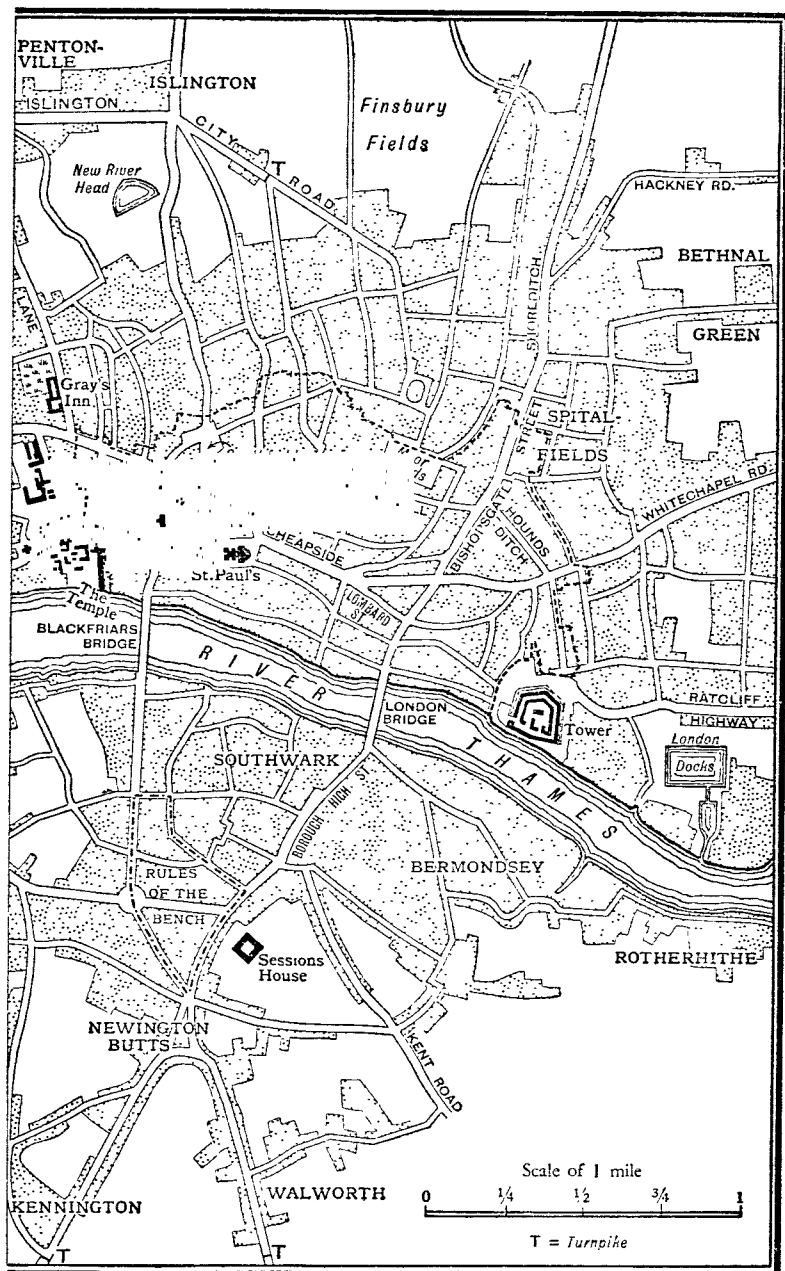 PENTON-
VILLE
ISLINGTON
ISLINGTON
Finsbury
Fields
CITY
T
ROAD
New River
Head
HACKNEY RD.
BETHNAL
GREEN
LANE
SHOREDITCH
Gray's
Inn
STREET
SPITAL-
FIELDS
WHITECHAPEL RD.
BISHOPSGATE
HOUNDS
DITCH
CHEAPSIDE
St. Paul's
LOMBARD
ST
The
Temple
BLACKFRIARS
BRIDGE
RIVER
THAMES
LONDON
BRIDGE
Tower
RATCLIFF
HIGHWAY
London
Docks
SOUTHWARK
BOROUGH HIGH ST
BERMONDSEY
RULES
OF THE
BENCH
Sessions
House
ROTHERHITHE
NEWINGTON
BUTTS
KENT ROAD
KENNINGTON
WALWORTH
T
T
Scale of 1 mile
0 1/4 1/2 3/4 1
T = Turnpike